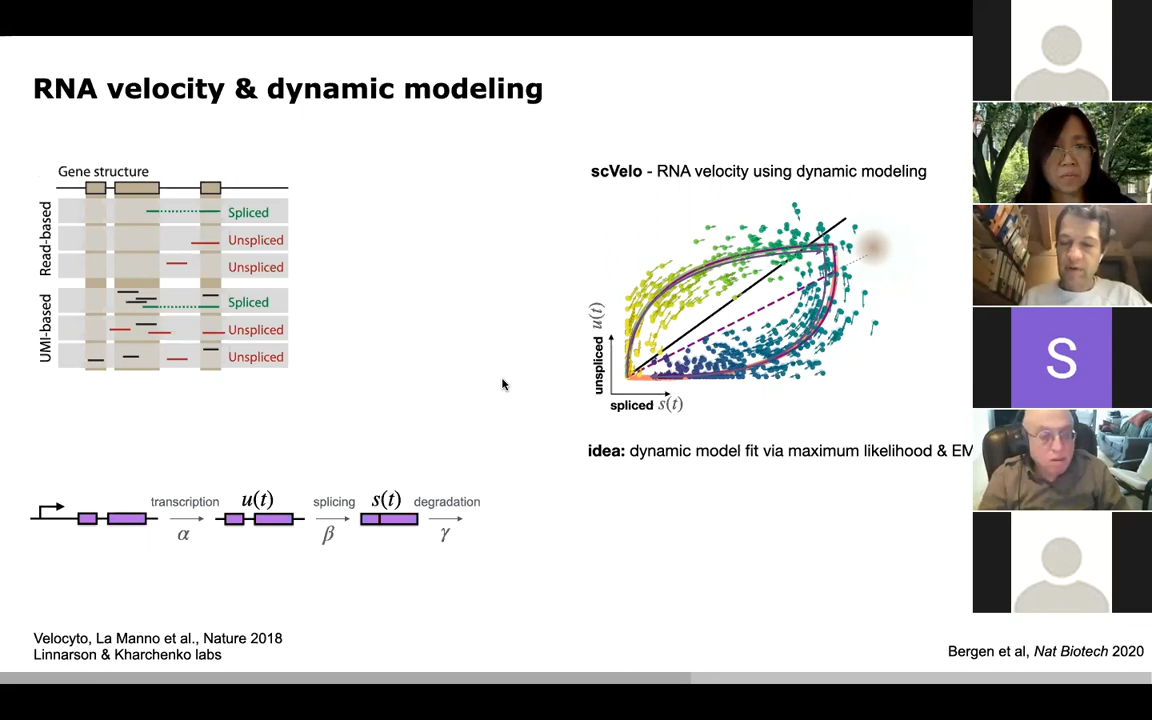 RNA velocity & dynamic modeling
Gene structure
Read-based
Spliced
Unspliced
Unspliced
UMI-based
Spliced
Unspliced
Unspliced
scVelo - RNA velocity using dynamic modeling
unspliced u(t)
spliced s(t)
idea: dynamic model fit via maximum likelihood & EM
transcription u(t) splicing s(t) degradation
α β γ
Velocyto, La Manno et al., Nature 2018
Linnarson & Kharchenko labs
Bergen et al, Nat Biotech 2020
S